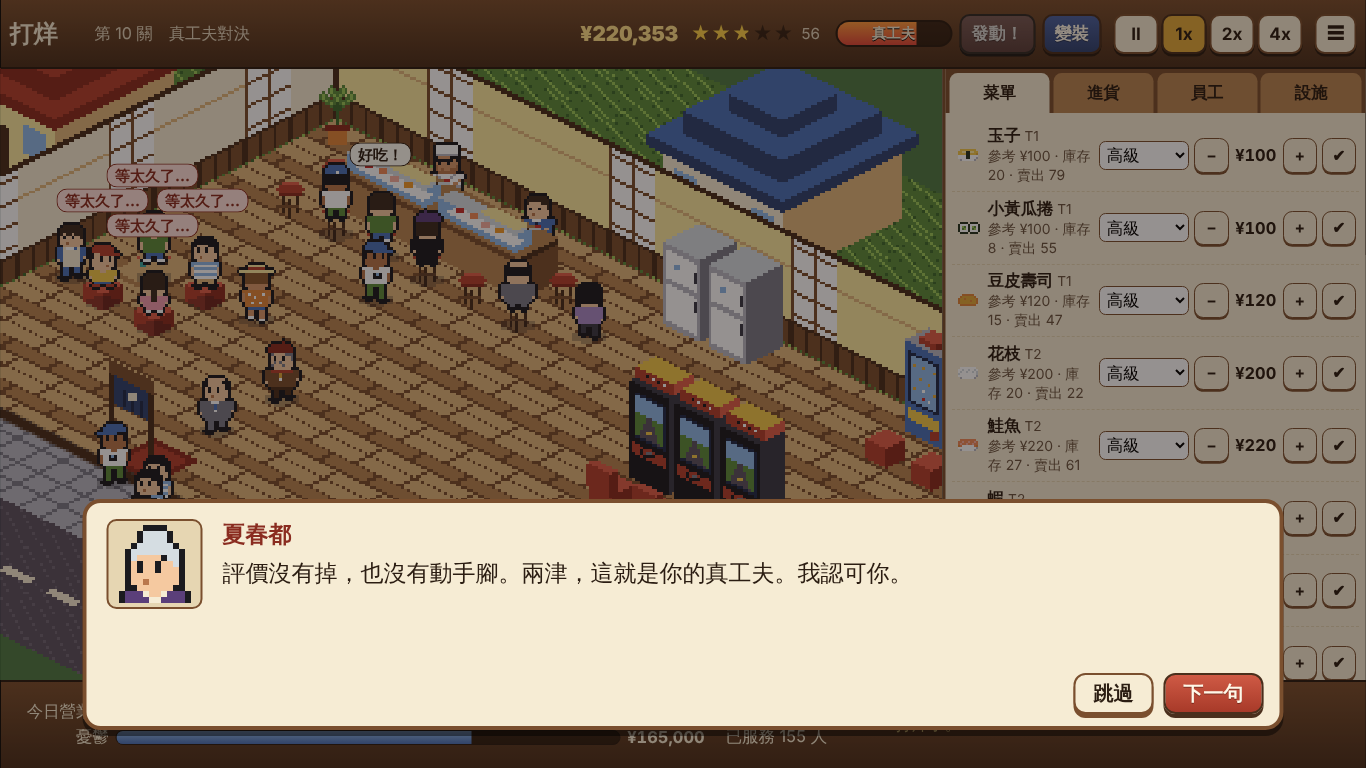 打烊
第 10 關　真工夫對決
¥220,353
★★★★★ 56
真工夫
發動！
變裝
II
1x
2x
4x
菜單
進貨
員工
設施
玉子 T1
參考 ¥100 · 庫存
20 · 賣出 79
高級
−
¥100
+
✔
小黃瓜捲 T1
參考 ¥100 · 庫存
8 · 賣出 55
高級
−
¥100
+
✔
豆皮壽司 T1
參考 ¥120 · 庫存
15 · 賣出 47
高級
−
¥120
+
✔
花枝 T2
參考 ¥200 · 庫
存 20 · 賣出 22
高級
−
¥200
+
✔
鮭魚 T2
參考 ¥220 · 庫
存 27 · 賣出 61
高級
−
¥220
+
✔
蝦 T2
+
✔
+
✔
+
✔
好吃！
等太久了…
等太久了…
等太久了…
等太久了…
夏春都
評價沒有掉，也沒有動手腳。兩津，這就是你的真工夫。我認可你。
跳過
下一句
今日營業
憂鬱
¥165,000
已服務 155 人